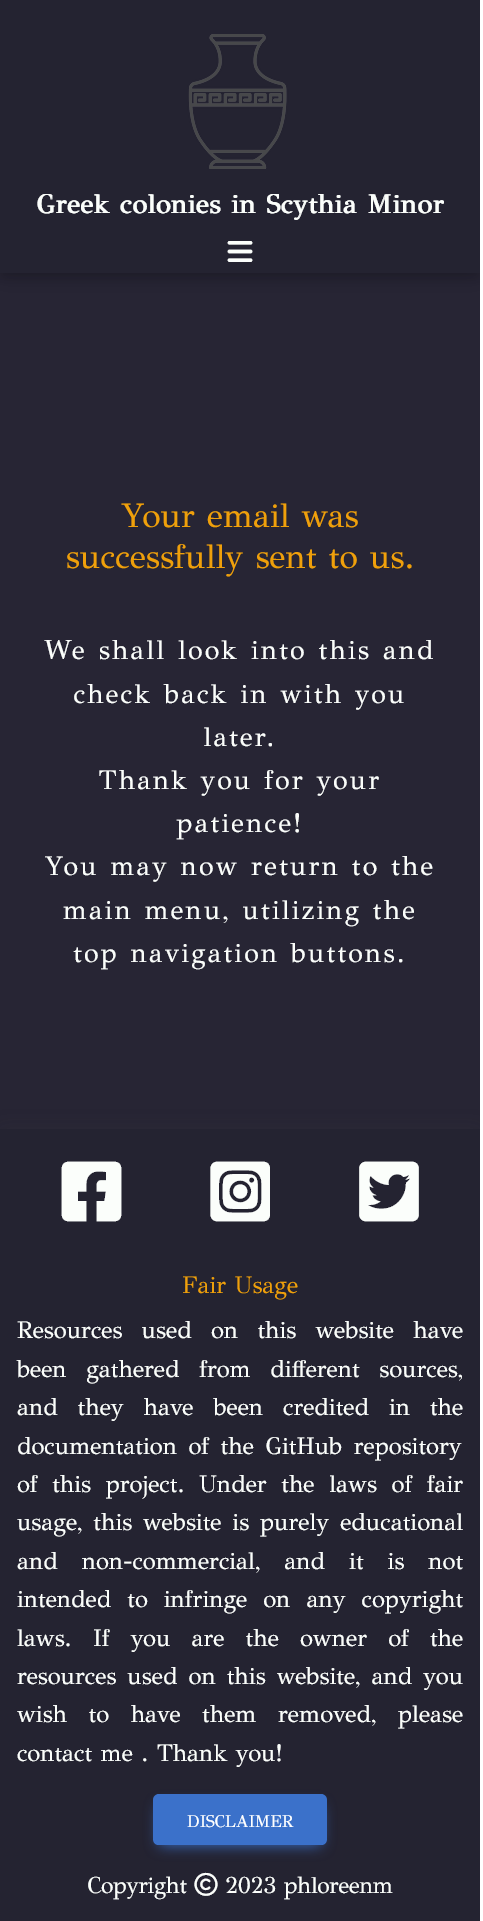 Greek colonies in Scythia Minor
Your email was
successfully sent to us.
We shall look into this and
check back in with you
later.
Thank you for your
patience!
You may now return to the
main menu, utilizing the
top navigation buttons.
Fair Usage
Resources used on this website have
been gathered from different sources,
and they have been credited in the
documentation of the GitHub repository
of this project. Under the laws of fair
usage, this website is purely educational
and non-commercial, and it is not
intended to infringe on any copyright
laws. If you are the owner of the
resources used on this website, and you
wish to have them removed, please
contact me . Thank you!
DISCLAIMER
Copyright © 2023 phloreenm